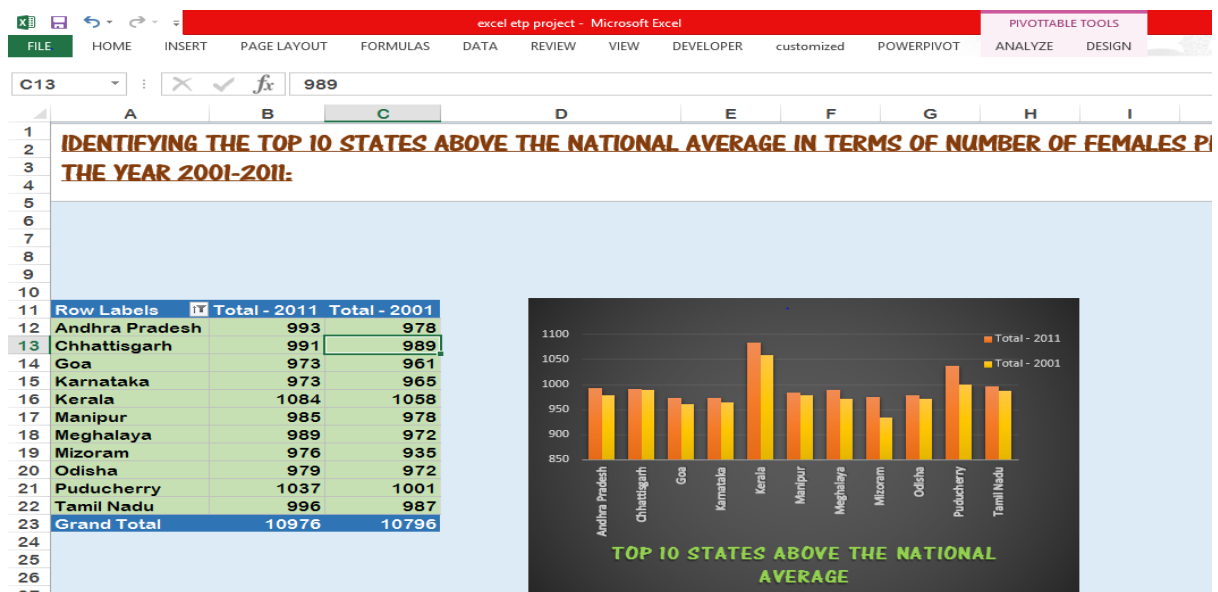 excel etp project - Microsoft Excel
PIVOTTABLE TOOLS
FILE HOME INSERT PAGE LAYOUT FORMULAS DATA REVIEW VIEW DEVELOPER customized POWERPIVOT ANALYZE DESIGN
C13 fx 989
A B C D E F G H I
1
2 IDENTIFYING THE TOP 10 STATES ABOVE THE NATIONAL AVERAGE IN TERMS OF NUMBER OF FEMALES
3
4 THE YEAR 2001-2011:
5
6
7
8
9
10
11 Row Labels Total - 2011 Total - 2001
12 Andhra Pradesh 993 978
13 Chhattisgarh 991 989
14 Goa 973 961
15 Karnataka 973 965
16 Kerala 1084 1058
17 Manipur 985 978
18 Meghalaya 989 972
19 Mizoram 976 935
20 Odisha 979 972
21 Puducherry 1037 1001
22 Tamil Nadu 996 987
23 Grand Total 10976 10796
24
25
26
1100
1050
1000
950
900
850
Total - 2011
Total - 2001
Andhra Pradesh
Chhattisgarh
Goa
Karnataka
Kerala
Manipur
Meghalaya
Mizoram
Odisha
Puducherry
Tamil Nadu
TOP 10 STATES ABOVE THE NATIONAL
AVERAGE